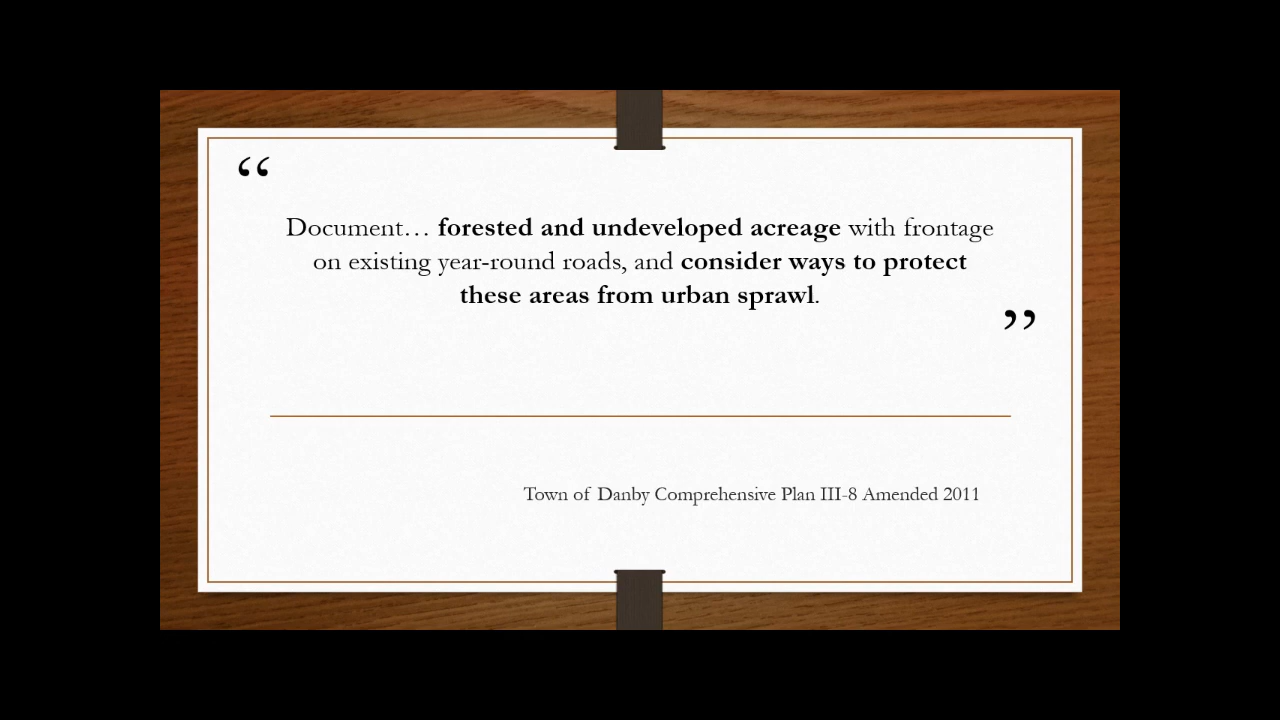 “
Document… forested and undeveloped acreage with frontage
on existing year-round roads, and consider ways to protect
these areas from urban sprawl.
”
Town of Danby Comprehensive Plan III-8 Amended 2011